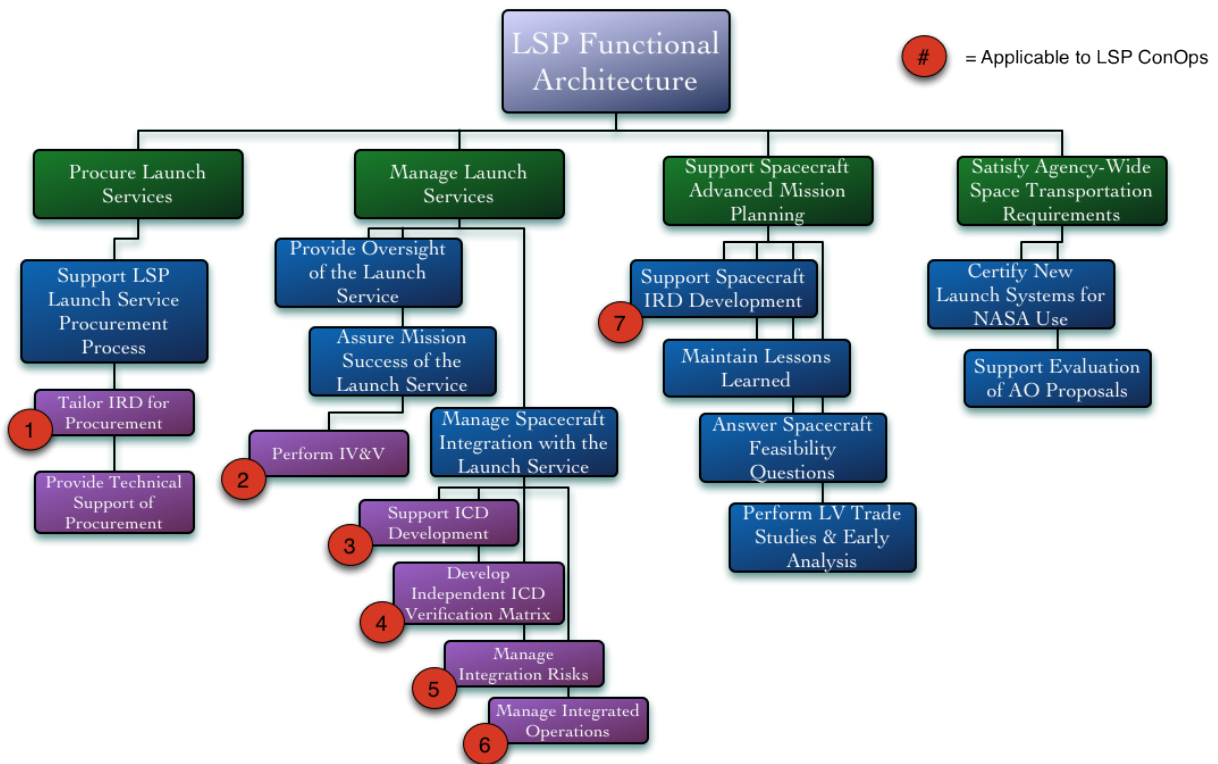 LSP Functional
Architecture
#
= Applicable to LSP ConOps
Procure Launch
Services
Support LSP
Launch Service
Procurement
Process
Tailor IRD for
Procurement
1
Provide Technical
Support of
Procurement
Manage Launch
Services
Provide Oversight
of the Launch
Service
Assure Mission
Success of the
Launch Service
Perform IV&V
2
Manage Spacecraft
Integration with the
Launch Service
Support ICD
Development
3
Develop
Independent ICD
Verification Matrix
4
Manage
Integration Risks
5
Manage Integrated
Operations
6
Support Spacecraft
Advanced Mission
Planning
Support Spacecraft
IRD Development
7
Maintain Lessons
Learned
Answer Spacecraft
Feasibility
Questions
Perform LV Trade
Studies & Early
Analysis
Satisfy Agency-Wide
Space Transportation
Requirements
Certify New
Launch Systems for
NASA Use
Support Evaluation
of AO Proposals